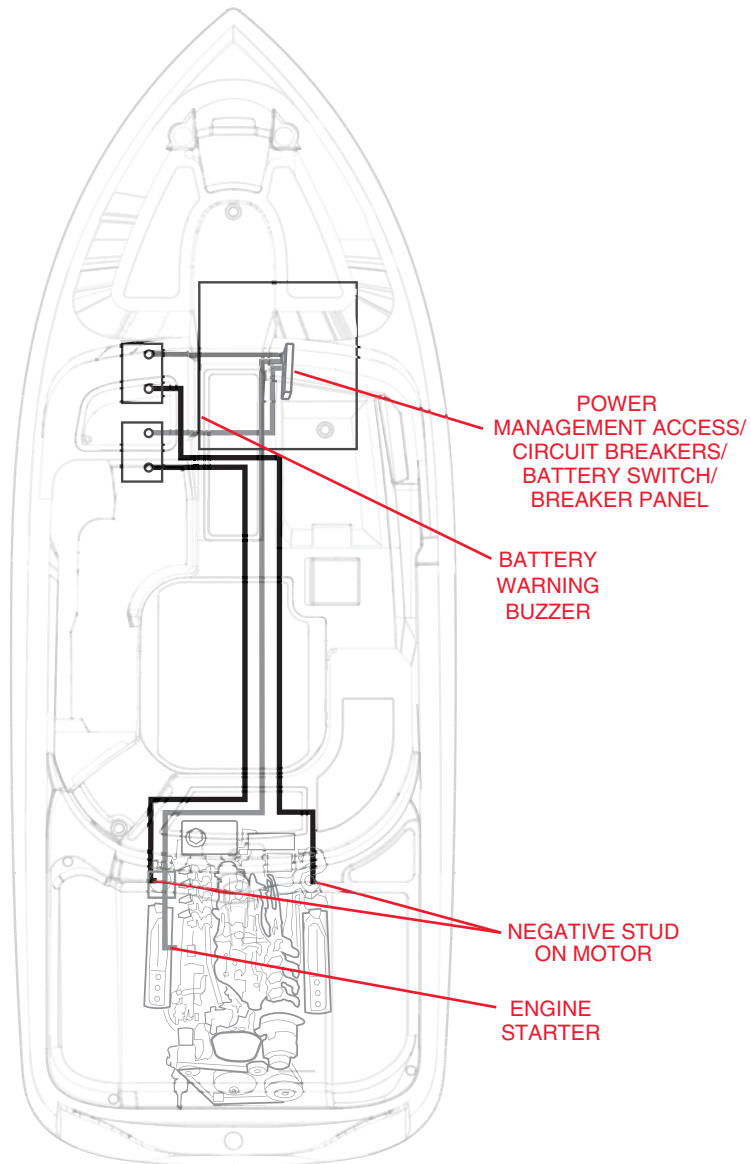 POWER
MANAGEMENT ACCESS/
CIRCUIT BREAKERS/
BATTERY SWITCH/
BREAKER PANEL
BATTERY
WARNING
BUZZER
NEGATIVE STUD
ON MOTOR
ENGINE
STARTER